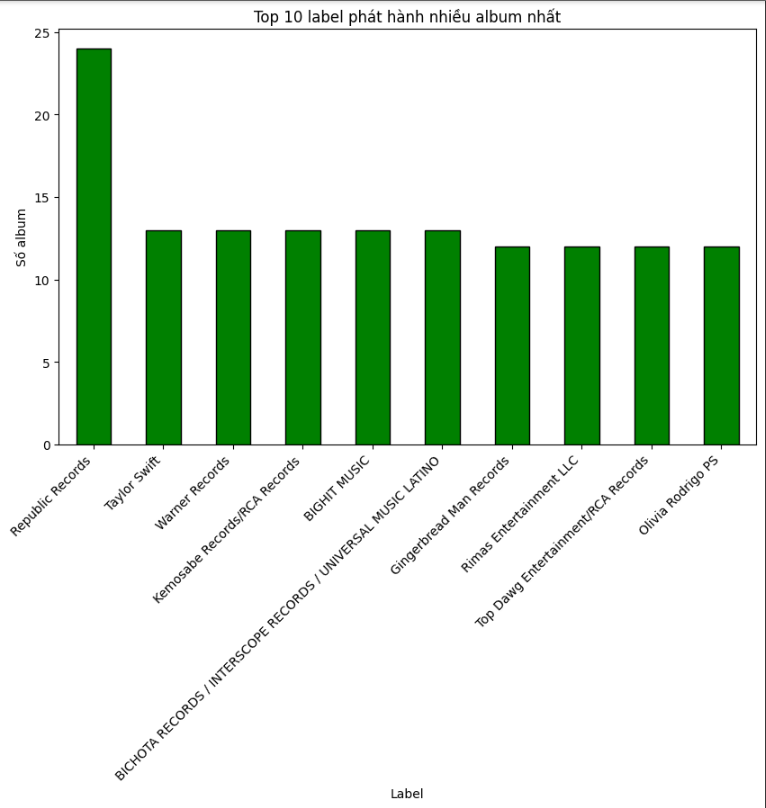 Top 10 label phát hành nhiều album nhất
Số album
25
20
15
10
5
0
Republic Records
Taylor Swift
Warner Records
Kemosabe Records/RCA Records
BIGHIT MUSIC
BICHOTA RECORDS / INTERSCOPE RECORDS / UNIVERSAL MUSIC LATINO
Gingerbread Man Records
Rimas Entertainment LLC
Top Dawg Entertainment/RCA Records
Olivia Rodrigo PS
Label